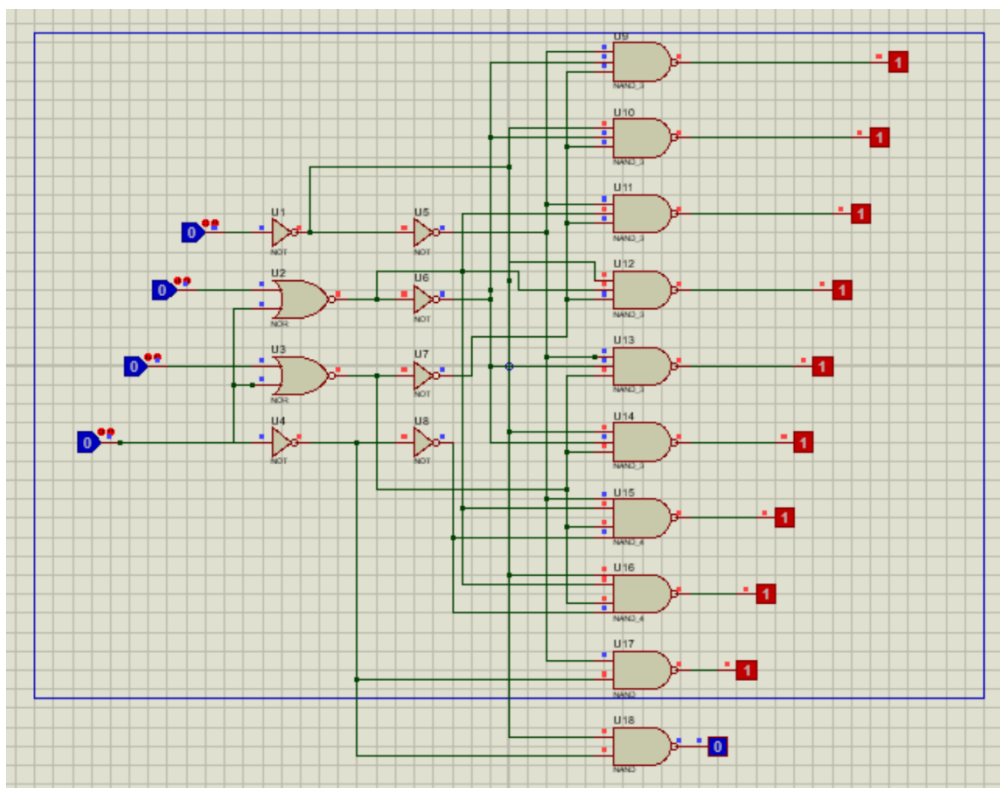 U9
NAND_3
1
U10
NAND_3
1
U11
NAND_3
1
U1
NOT
0
U5
NOT
U2
NOR
0
U6
NOT
U12
NAND_3
1
U3
NOR
0
U7
NOT
U13
NAND_3
1
U4
NOT
0
U8
NOT
U14
NAND_3
1
U15
NAND_4
1
U16
NAND_4
1
U17
NAND
1
U18
NAND
0